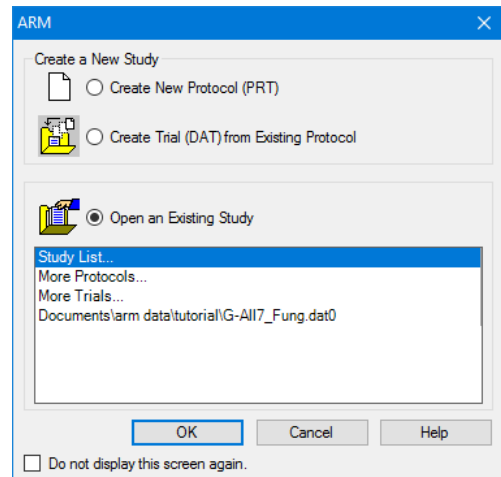 ARM
Create a New Study
Create New Protocol (PRT)
Create Trial (DAT) from Existing Protocol
Open an Existing Study
Study List...
More Protocols...
More Trials...
Documents\arm data\tutorial\G-All7_Fung.dat0
OK Cancel Help
Do not display this screen again.